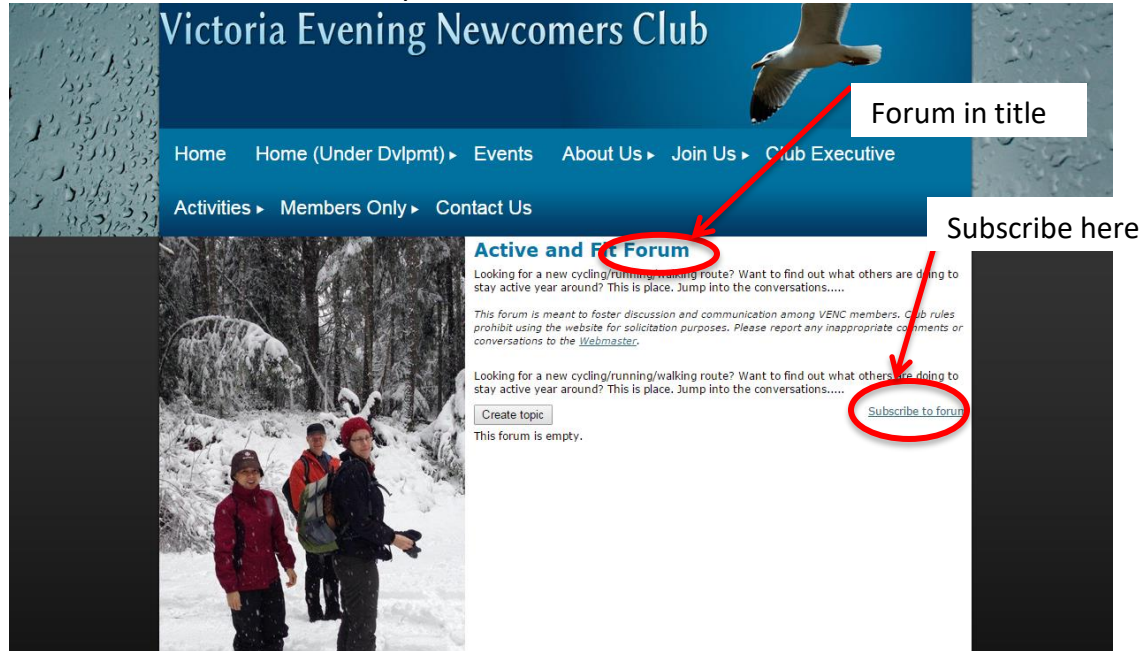 Victoria Evening Newcomers Club
Forum in title
Home Home (Under Dvlpmt) Events About Us Join Us Club Executive
Activities Members Only Contact Us
Subscribe here
Active and Fit Forum
Looking for a new cycling/running/walking route? Want to find out what others are doing to
stay active year around? This is place. Jump into the conversations.....
This forum is meant to foster discussion and communication among VENC members. Club rules
prohibit using the website for solicitation purposes. Please report any inappropriate comments or
conversations to the Webmaster.
Looking for a new cycling/running/walking route? Want to find out what others are doing to
stay active year around? This is place. Jump into the conversations.....
Create topic
Subscribe to forum
This forum is empty.